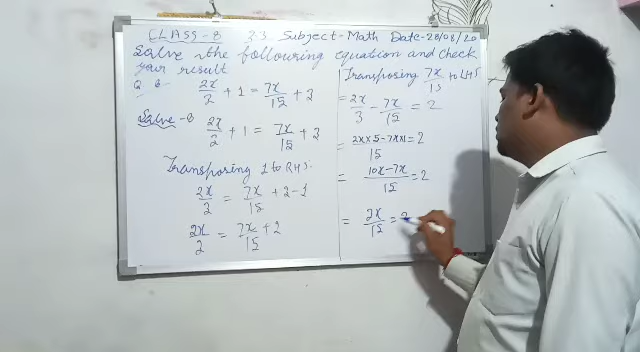 CLASS-8 2.3 Subject-Math Date-28/08/20
Solve the following equation and check
your result
Q 6- 2x/2 + 1 = 7x/15 + 3
Solve-8 2x/2 + 1 = 7x/15 + 3
Transposing 1 to RHS.
2x/2 = 7x/15 + 3-1
2x/2 = 7x/15 + 2
Transposing 7x/15 to LHS
= 2x/3 - 7x/15 = 2
= 2x×5-7x×1/15 = 2
= 10x-7x/15 = 2
= 3x/15 =